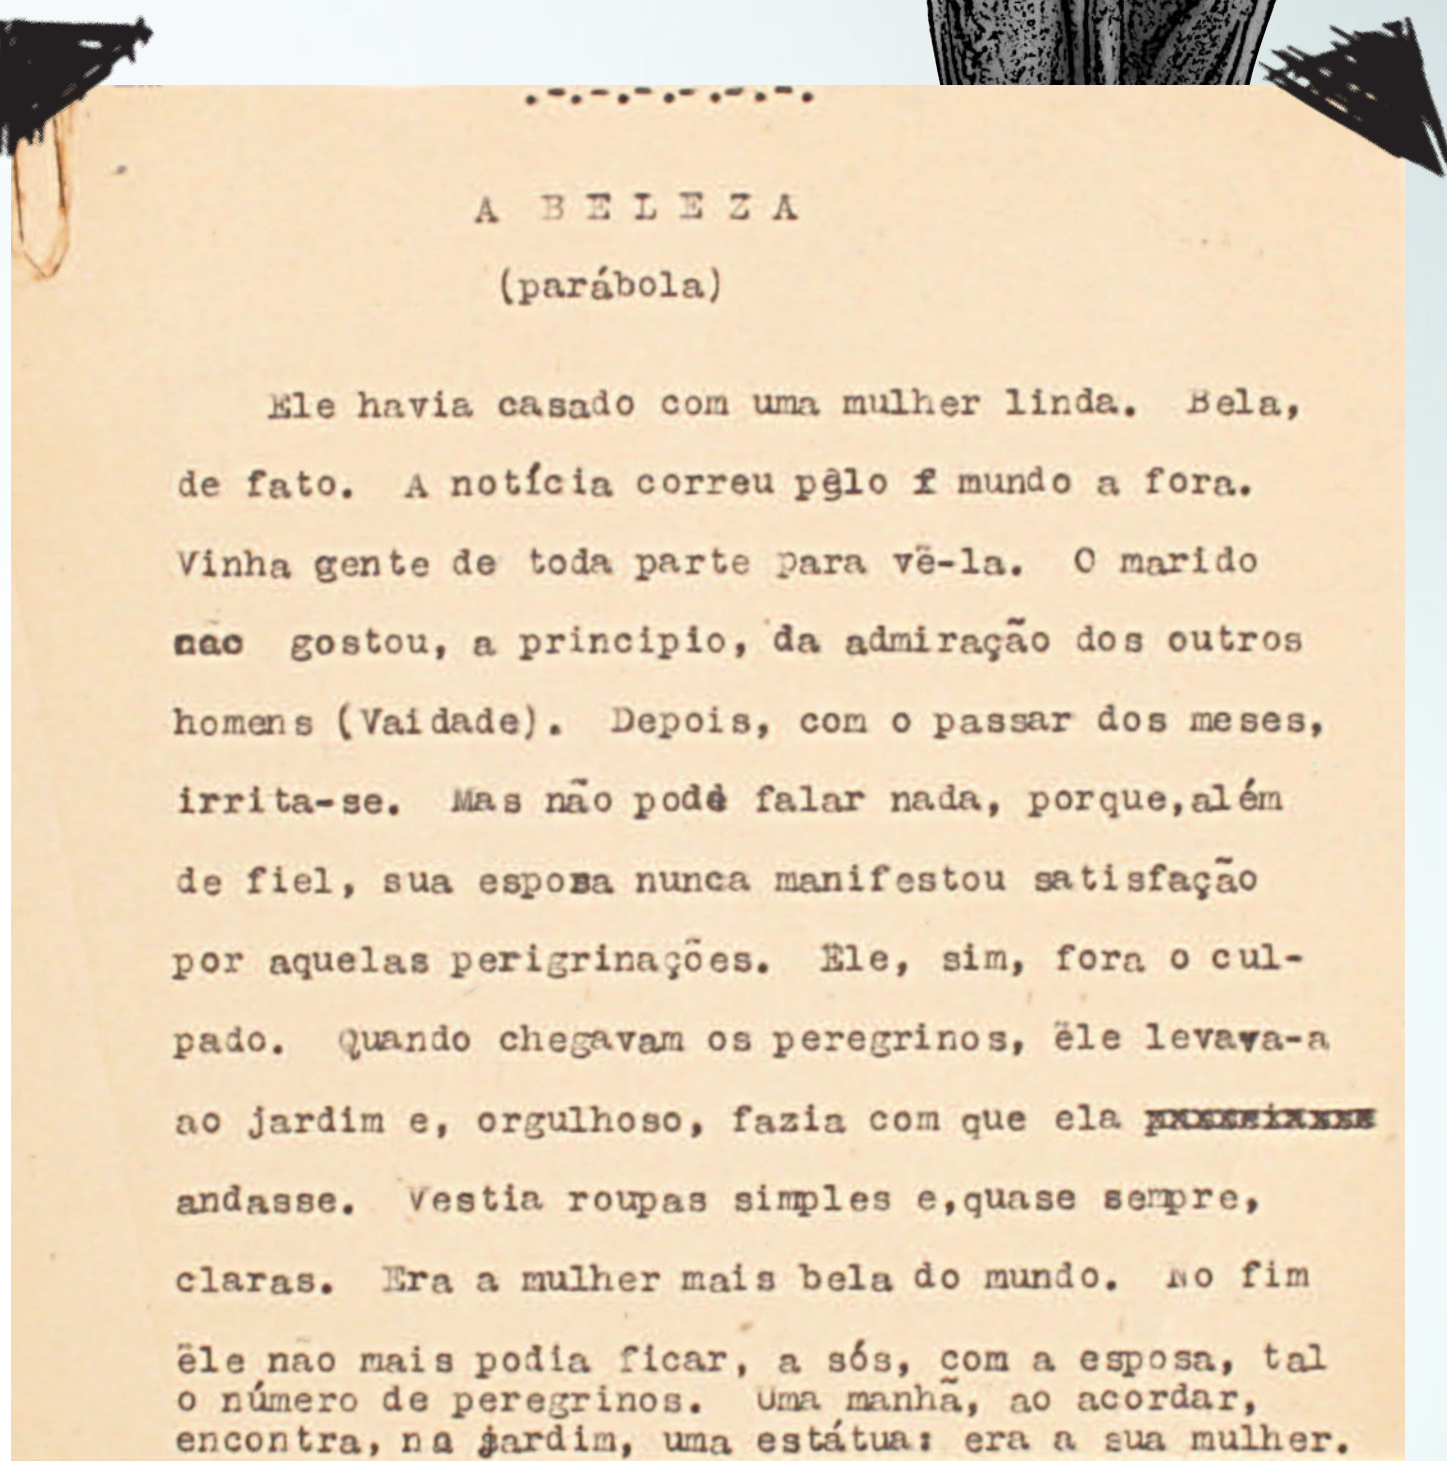 .-.-.-.-.-.-.
A BELEZA
(parábola)
Ele havia casado com uma mulher linda. Bela,
de fato. A notícia correu pêlo f mundo a fora.
Vinha gente de toda parte para vê-la. O marido
não gostou, a principio, da admiração dos outros
homens (Vaidade). Depois, com o passar dos meses,
irrita-se. Mas não pode falar nada, porque,além
de fiel, sua esposa nunca manifestou satisfação
por aquelas perigrinações. Ele, sim, fora o cul-
pado. Quando chegavam os peregrinos, êle levava-a
ao jardim e, orgulhoso, fazia com que ela
andasse. Vestia roupas simples e,quase sempre,
claras. Era a mulher mais bela do mundo. No fim
êle não mais podia ficar, a sós, com a esposa, tal
o número de peregrinos. Uma manhã, ao acordar,
encontra, no jardim, uma estátua: era a sua mulher.